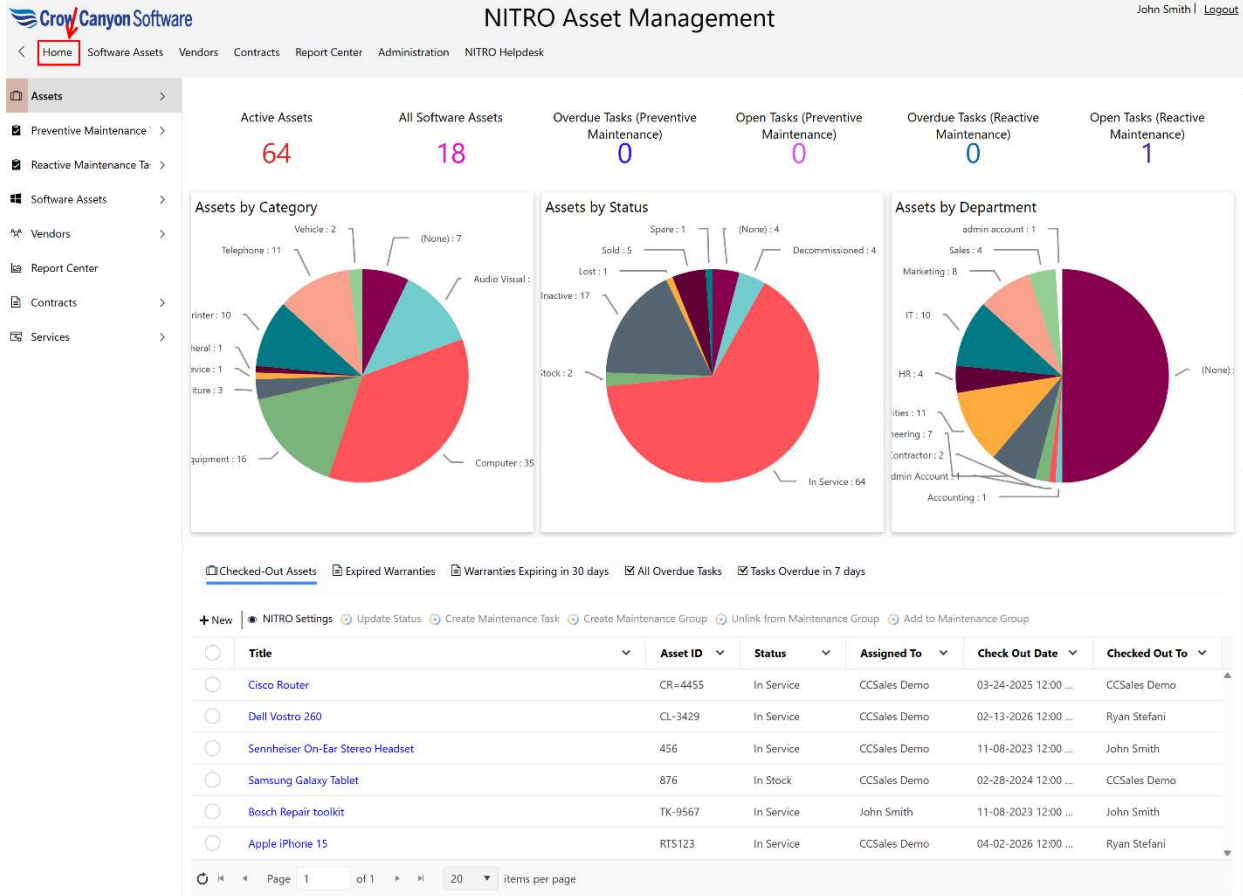 Crow Canyon Software
NITRO Asset Management
John Smith | Logout
Home Software Assets Vendors Contracts Report Center Administration NITRO Helpdesk
Assets
Preventive Maintenance
Reactive Maintenance Ta
Software Assets
Vendors
Report Center
Contracts
Services
Active Assets
64
All Software Assets
18
Overdue Tasks (Preventive
Maintenance)
0
Open Tasks (Preventive
Maintenance)
0
Overdue Tasks (Reactive
Maintenance)
0
Open Tasks (Reactive
Maintenance)
1
Assets by Category
Vehicle : 2
(None) : 7
Telephone : 11
Audio Visual :
rinter : 10
heral : 1
evice : 1
iture : 3
quipment : 16
Computer : 35
Assets by Status
Spare : 1
(None) : 4
Sold : 5
Decommissioned : 4
Lost : 1
Inactive : 17
Stock : 2
In Service : 64
Assets by Department
admin account : 1
Sales : 4
Marketing : 8
IT : 10
(None) :
HR : 4
ities : 11
neering : 7
Contractor : 2
dmin Account : 1
Accounting : 1
Checked-Out Assets Expired Warranties Warranties Expiring in 30 days All Overdue Tasks Tasks Overdue in 7 days
+ New NITRO Settings Update Status Create Maintenance Task Create Maintenance Group Unlink from Maintenance Group Add to Maintenance Group
Title Asset ID Status Assigned To Check Out Date Checked Out To
Cisco Router CR=4455 In Service CCSales Demo 03-24-2025 12:00 ... CCSales Demo
Dell Vostro 260 CL-3429 In Service CCSales Demo 02-13-2026 12:00 ... Ryan Stefani
Sennheiser On-Ear Stereo Headset 456 In Service CCSales Demo 11-08-2023 12:00 ... John Smith
Samsung Galaxy Tablet 876 In Stock CCSales Demo 02-28-2024 12:00 ... CCSales Demo
Bosch Repair toolkit TK-9567 In Service John Smith 11-08-2023 12:00 ... John Smith
Apple iPhone 15 RTS123 In Service CCSales Demo 04-02-2026 12:00 ... Ryan Stefani
Page 1 of 1 20 items per page